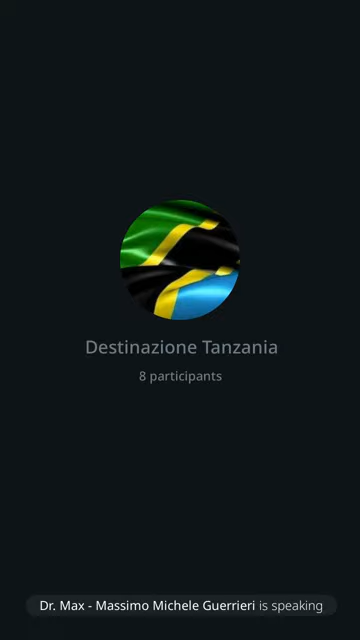 Destinazione Tanzania
8 participants
Dr. Max - Massimo Michele Guerrieri is speaking